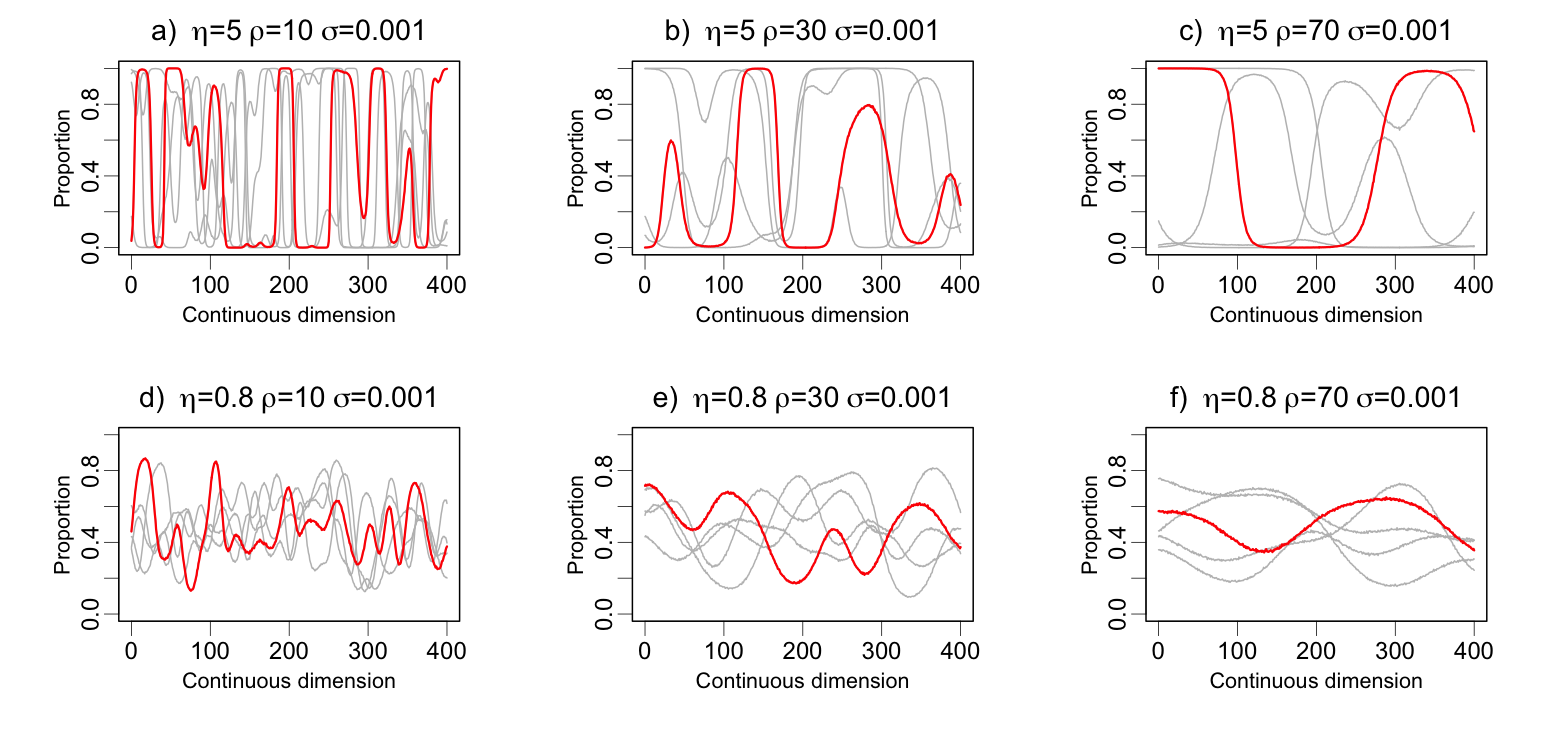 a) η=5 ρ=10 σ=0.001
Proportion
0.0 0.4 0.8
0 100 200 300 400
Continuous dimension
b) η=5 ρ=30 σ=0.001
Proportion
0.0 0.4 0.8
0 100 200 300 400
Continuous dimension
c) η=5 ρ=70 σ=0.001
Proportion
0.0 0.4 0.8
0 100 200 300 400
Continuous dimension
d) η=0.8 ρ=10 σ=0.001
Proportion
0.0 0.4 0.8
0 100 200 300 400
Continuous dimension
e) η=0.8 ρ=30 σ=0.001
Proportion
0.0 0.4 0.8
0 100 200 300 400
Continuous dimension
f) η=0.8 ρ=70 σ=0.001
Proportion
0.0 0.4 0.8
0 100 200 300 400
Continuous dimension